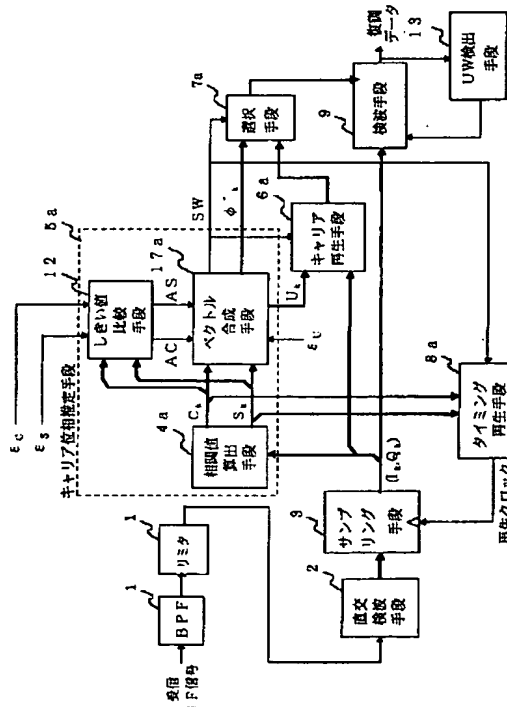 復調
データ
13
UW検出
手段
7a
選択
手段
9
検波手段
SW
6a
キャリア
再生手段
5a
12
しきい値
比較
手段
AS
AC
17a
ベクトル
合成
手段
εc
εs
キャリア位相推定手段
4a
相関値
算出
手段
8a
タイミング
再生手段
3
サンプ
リング
手段
再生クロック
2
直交
検波
手段
1
リミタ
1
BPF
受信
F信号